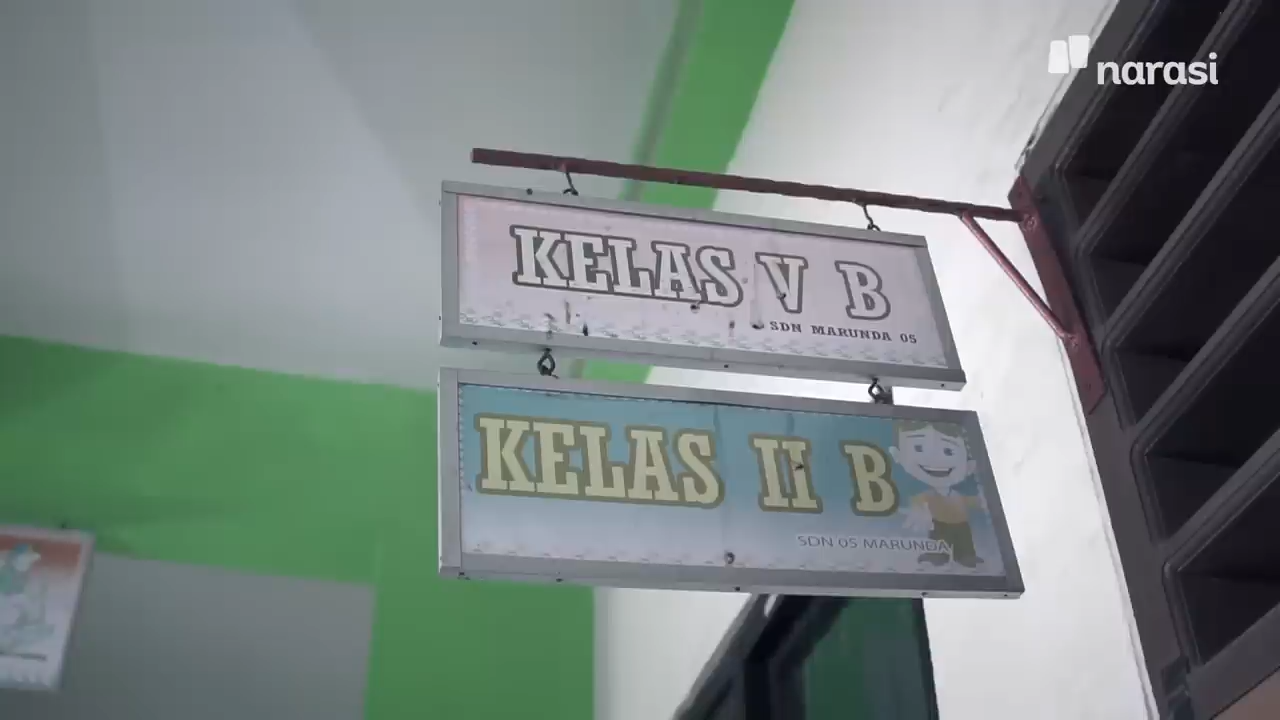 narasi
KELAS V B
SDN MARUNDA 05
KELAS II B
SDN 05 MARUNDA